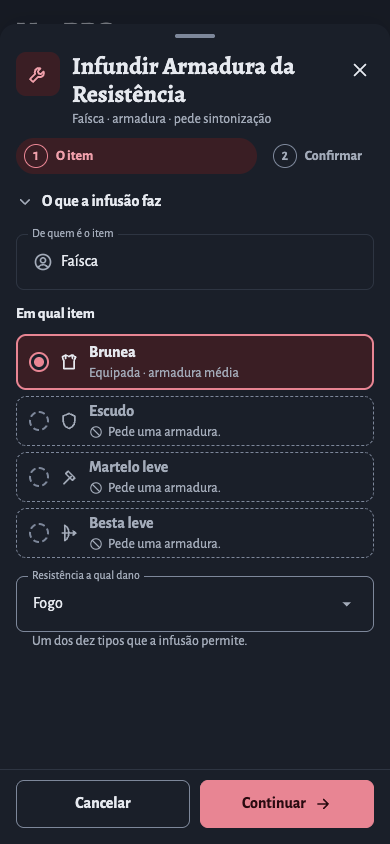 Infundir Armadura da
Resistência
Faísca · armadura · pede sintonização
1 O item
2 Confirmar
O que a infusão faz
De quem é o item
Faísca
Em qual item
Brunea
Equipada · armadura média
Escudo
Pede uma armadura.
Martelo leve
Pede uma armadura.
Besta leve
Pede uma armadura.
Resistência a qual dano
Fogo
Um dos dez tipos que a infusão permite.
Cancelar
Continuar